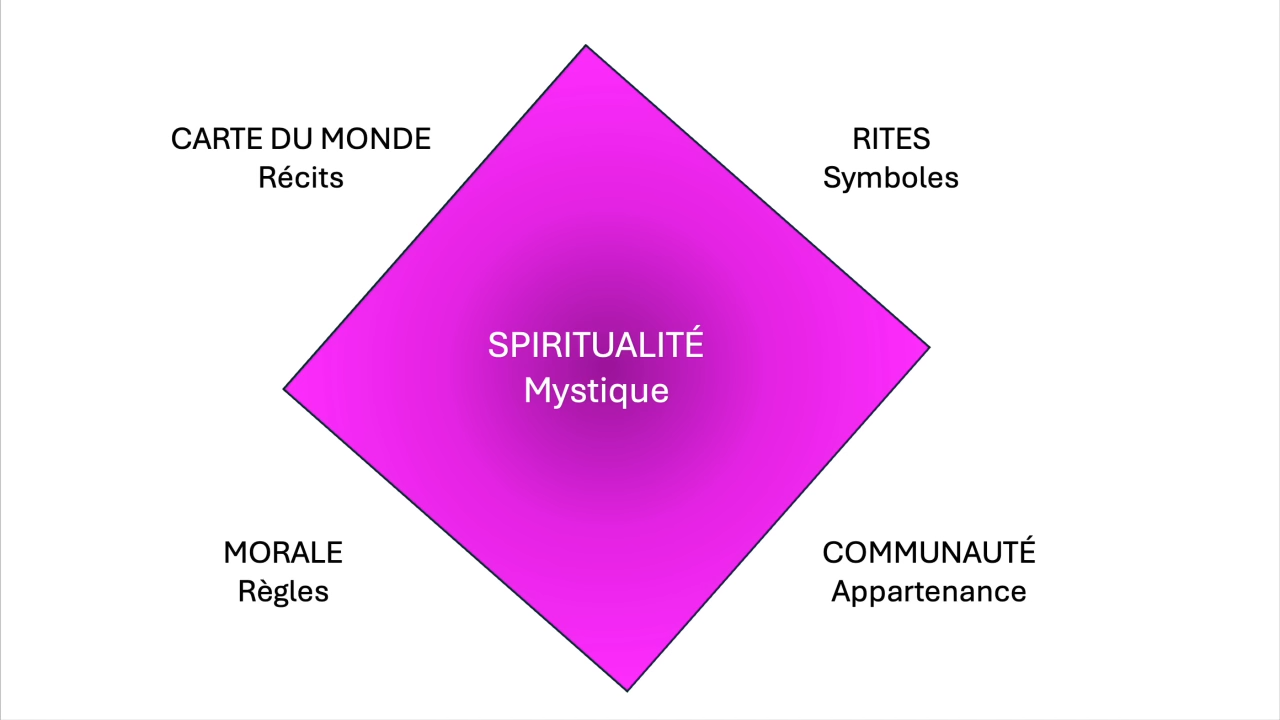 CARTE DU MONDE
Récits
RITES
Symboles
SPIRITUALITÉ
Mystique
MORALE
Règles
COMMUNAUTÉ
Appartenance